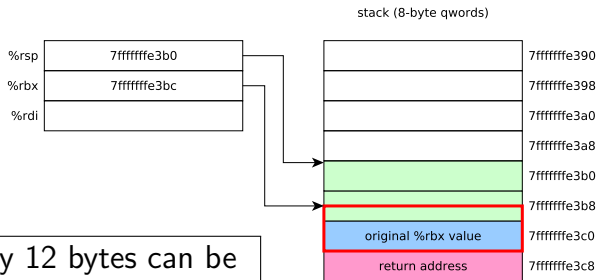 stack (8-byte qwords)
%rsp 7fffffffe3b0 7fffffffe390
%rbx 7fffffffe3bc 7fffffffe398
%rdi 7fffffffe3a0
7fffffffe3a8
7fffffffe3b0
7fffffffe3b8
original %rbx value 7fffffffe3c0
y 12 bytes can be
return address 7fffffffe3c8